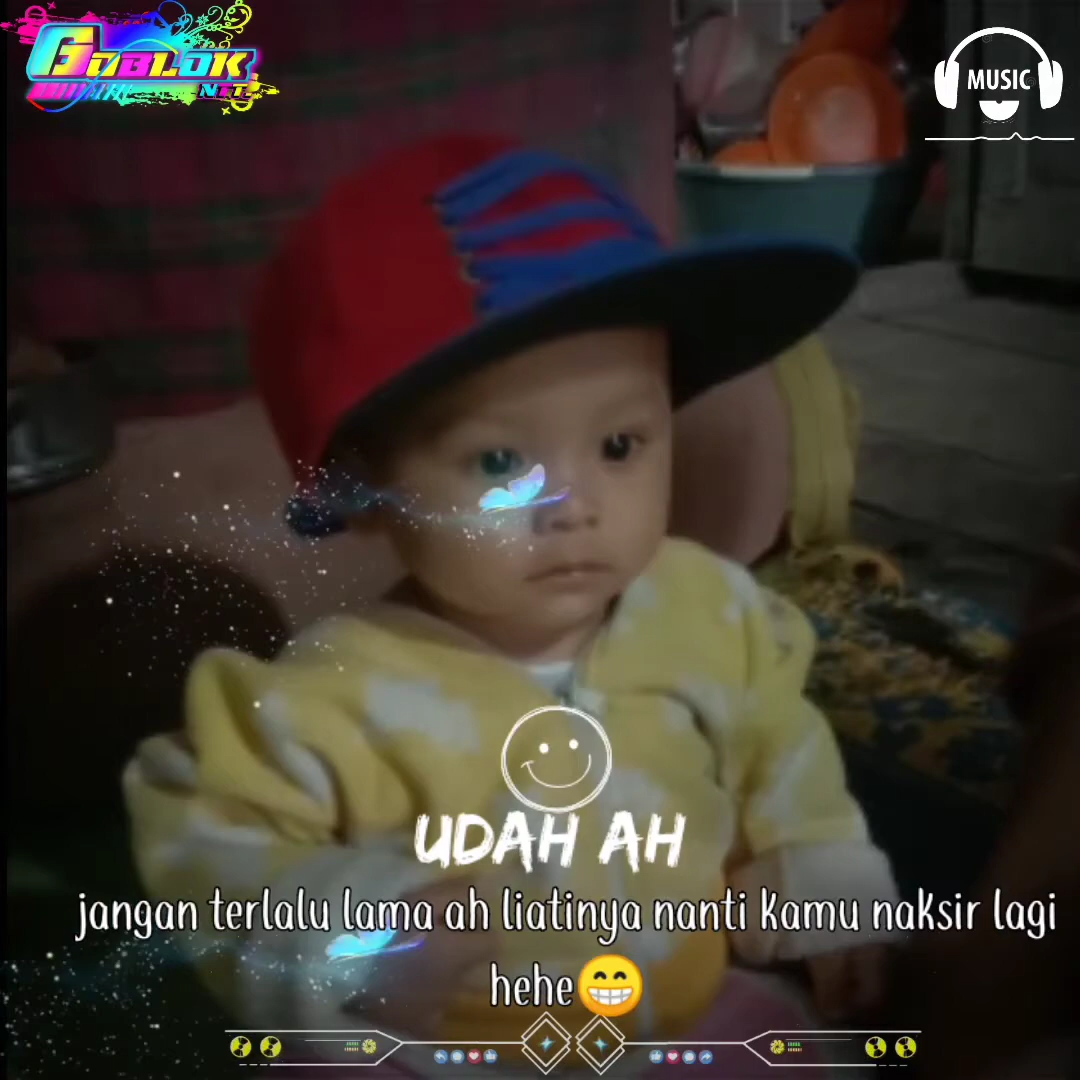 GOBLOK
NET
MUSIC
UDAH AH
jangan terlalu lama ah liatinya nanti kamu naksir lagi
hehe😁